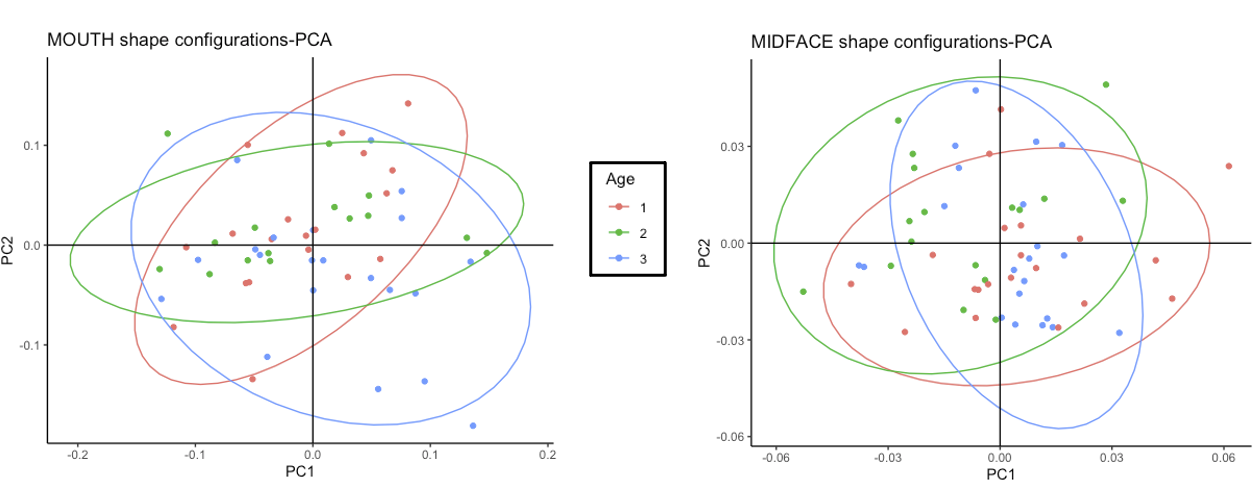 MOUTH shape configurations-PCA
PC2
0.1
0.0
-0.1
-0.2
-0.1
0.0
0.1
0.2
PC1
Age
1
2
3
MIDFACE shape configurations-PCA
PC2
0.03
0.00
-0.03
-0.06
-0.06
-0.03
0.00
0.03
0.06
PC1